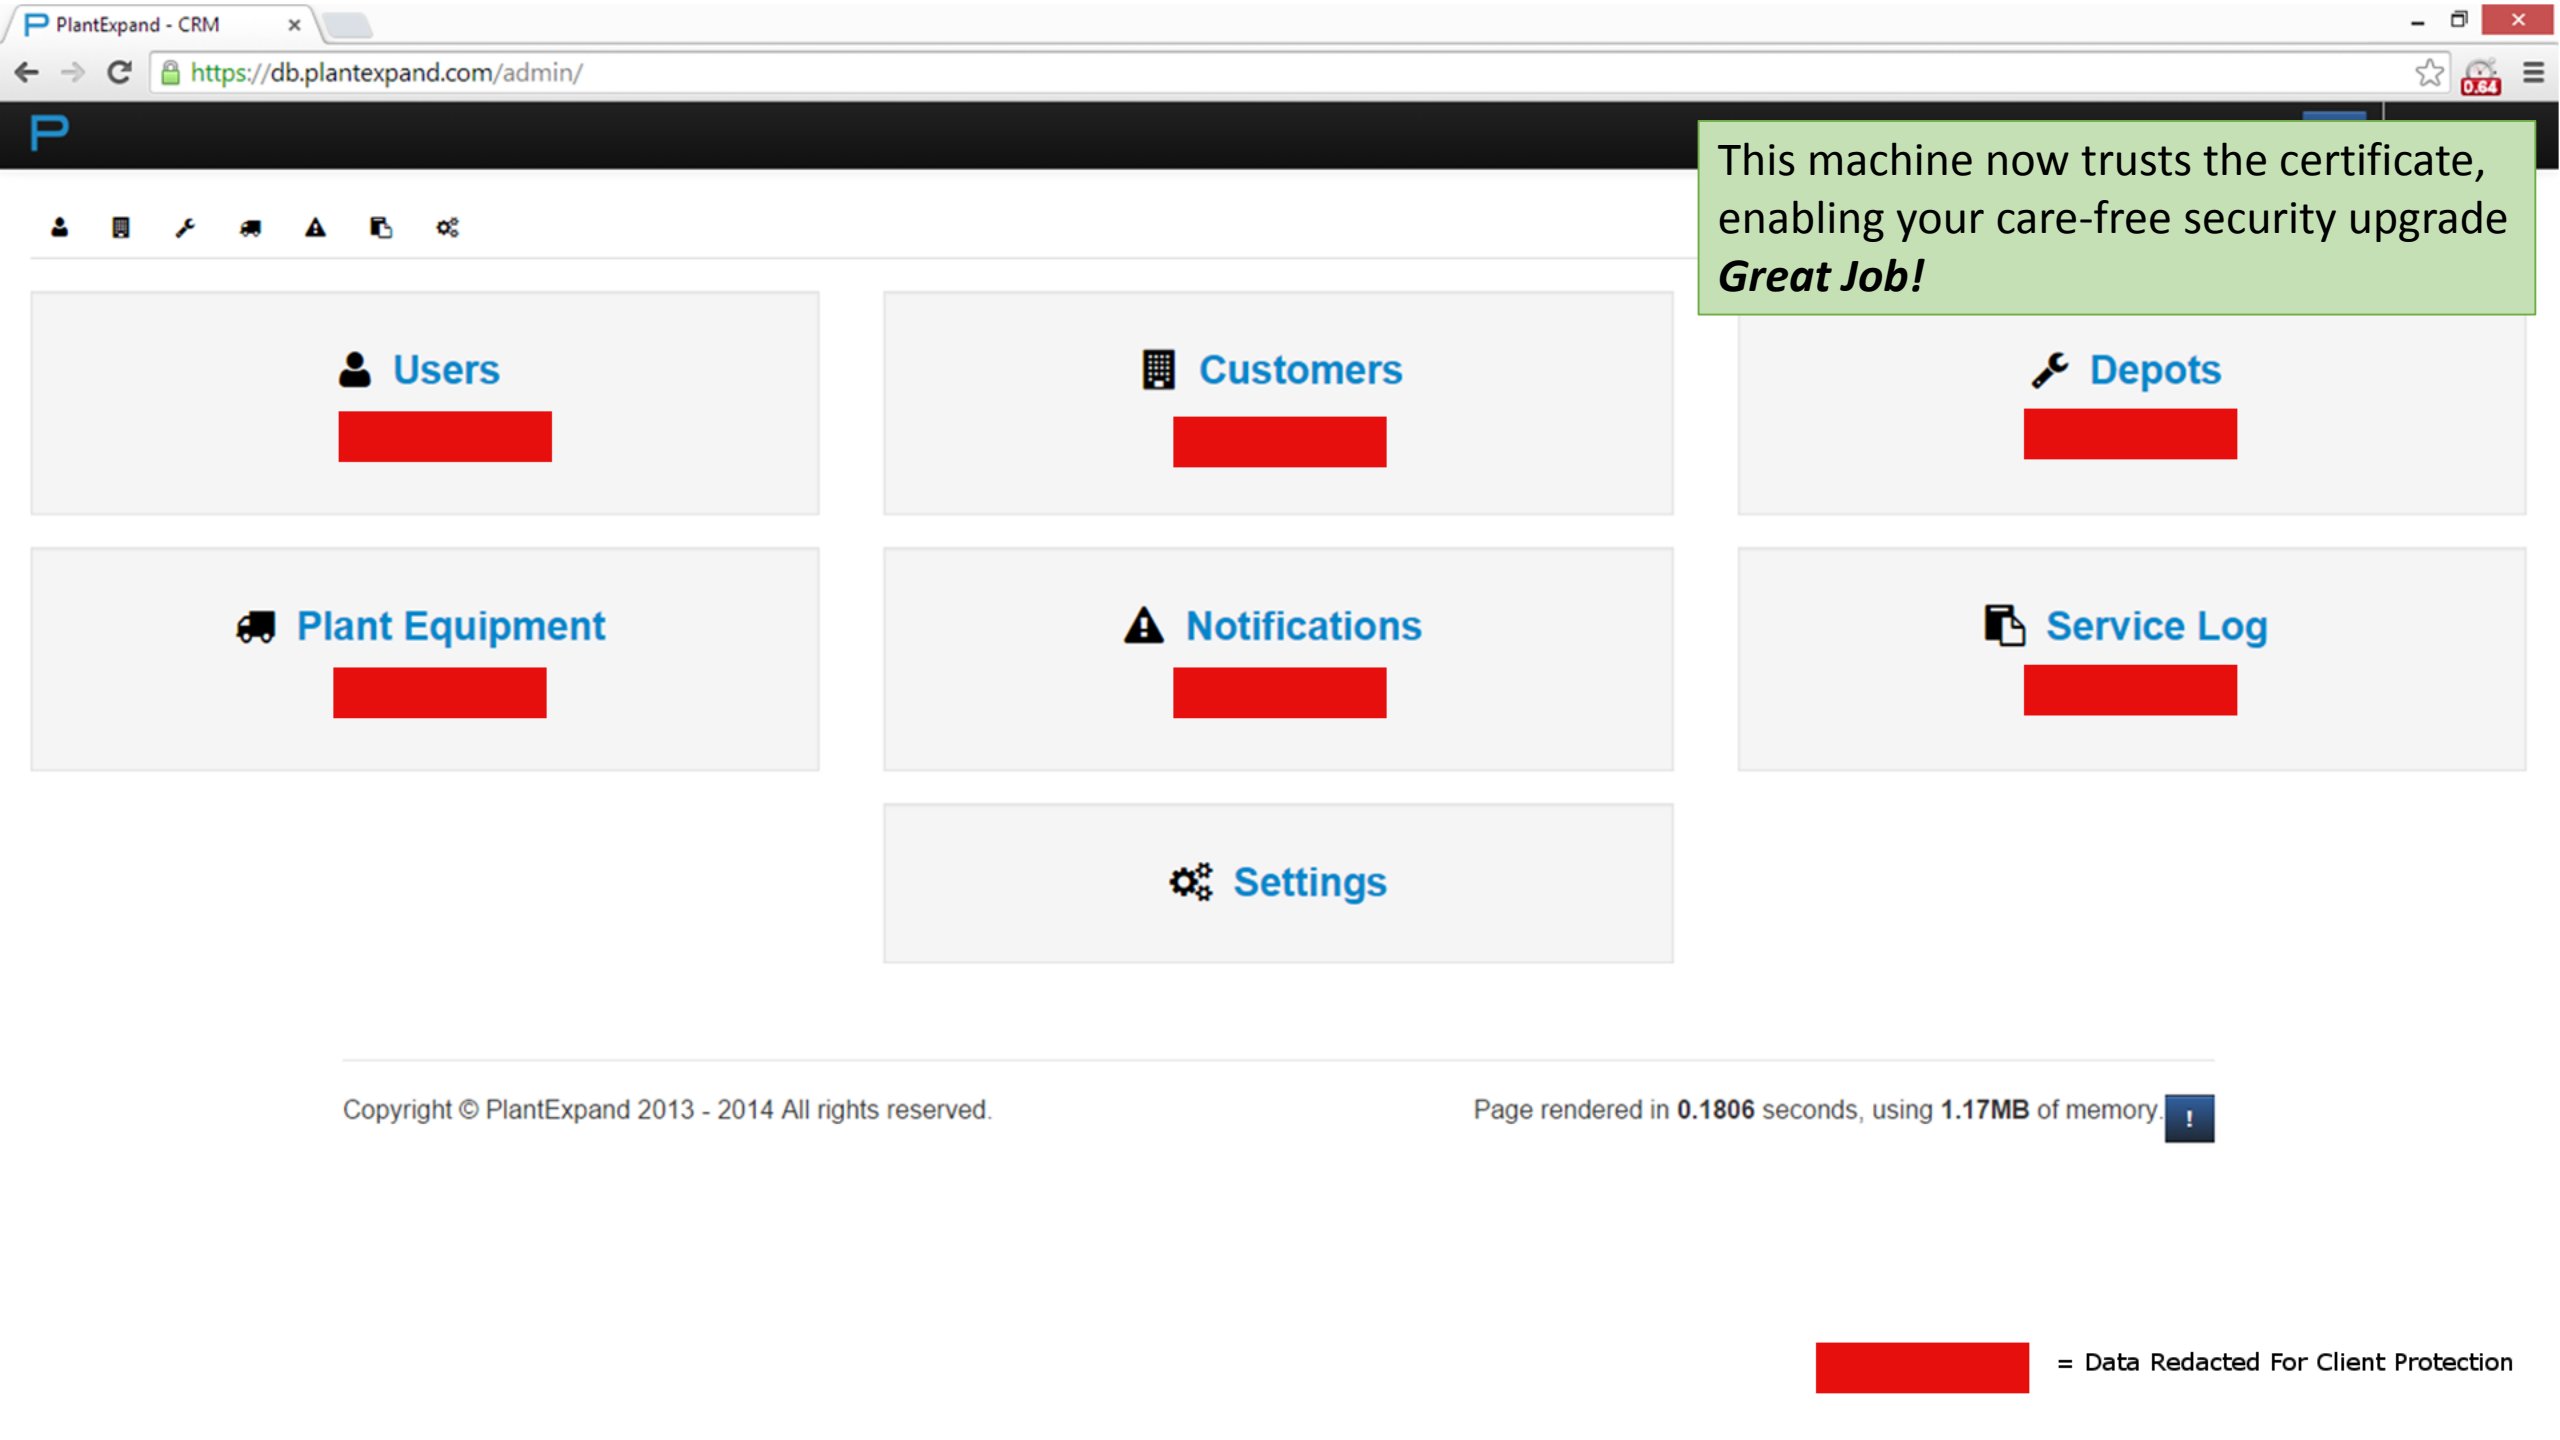 PlantExpand - CRM
https://db.plantexpand.com/admin/
0.64
P
This machine now trusts the certificate,
enabling your care-free security upgrade
Great Job!
Users
Customers
Depots
Plant Equipment
Notifications
Service Log
Settings
Copyright © PlantExpand 2013 - 2014 All rights reserved.
Page rendered in 0.1806 seconds, using 1.17MB of memory.
!
= Data Redacted For Client Protection